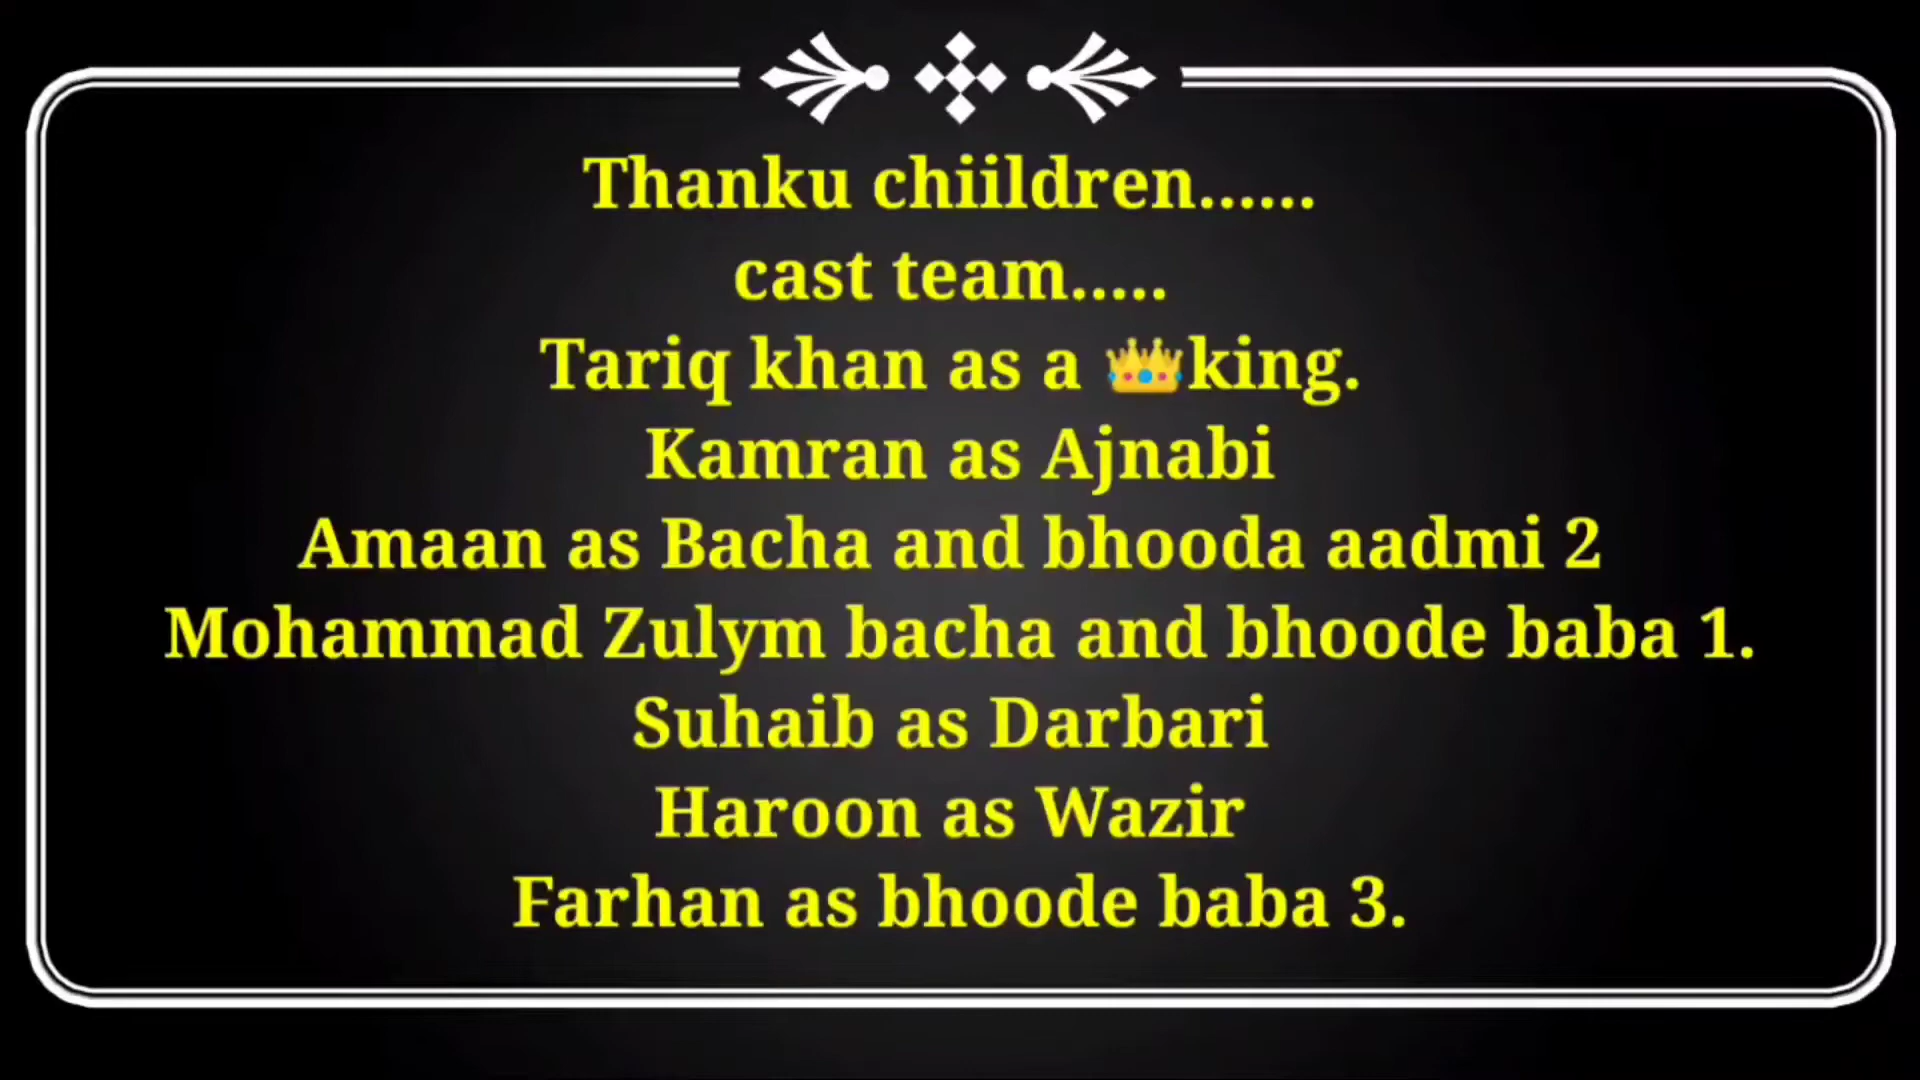 Thanku chiildren......
cast team.....
Tariq khan as a 👑king.
Kamran as Ajnabi
Amaan as Bacha and bhooda aadmi 2
Mohammad Zulym bacha and bhoode baba 1.
Suhaib as Darbari
Haroon as Wazir
Farhan as bhoode baba 3.